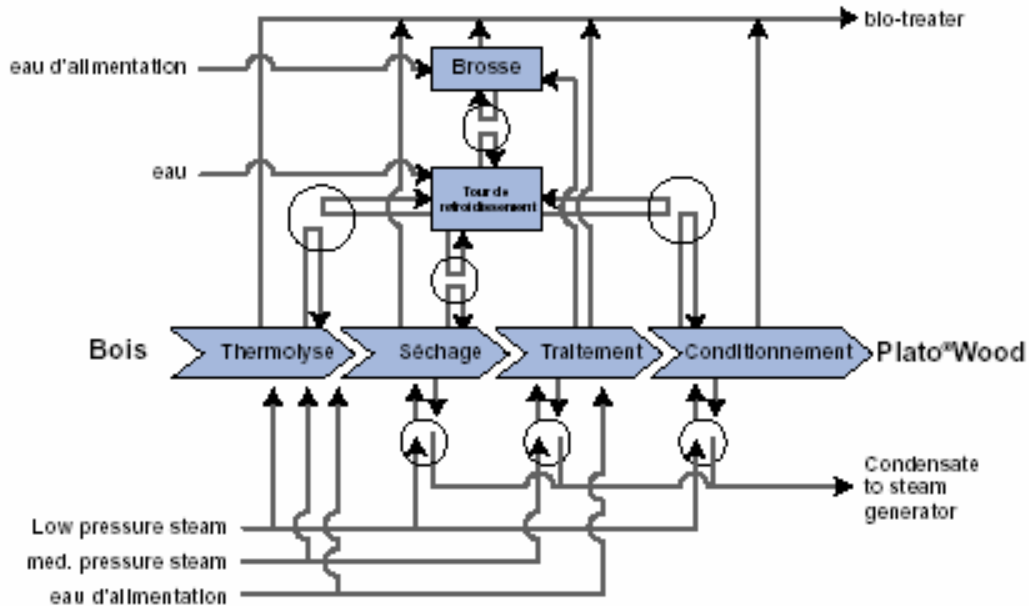 blo-treater
eau d'alimentation
Brosse
eau
Tour de
refroidissement
Bois
Thermolyse
Séchage
Traitement
Conditionnement
Plato®Wood
Condensate
to steam
generator
Low pressure steam
med. pressure steam
eau d'alimentation